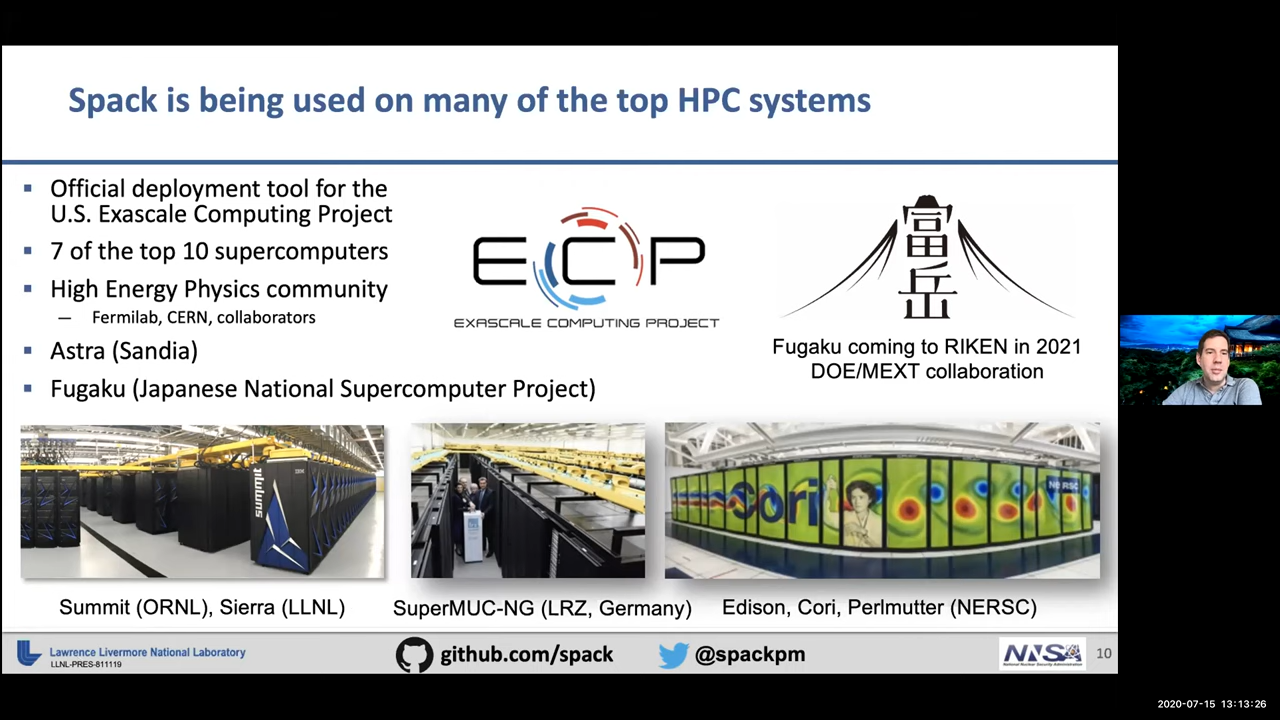 Spack is being used on many of the top HPC systems
▪ Official deployment tool for the
U.S. Exascale Computing Project
▪ 7 of the top 10 supercomputers
▪ High Energy Physics community
— Fermilab, CERN, collaborators
▪ Astra (Sandia)
▪ Fugaku (Japanese National Supercomputer Project)
ECP
EXASCALE COMPUTING PROJECT
富岳
Fugaku coming to RIKEN in 2021
DOE/MEXT collaboration
SUMMIT
IBM
cori
NERSC
Summit (ORNL), Sierra (LLNL)
SuperMUC-NG (LRZ, Germany)
Edison, Cori, Perlmutter (NERSC)
Lawrence Livermore National Laboratory
LLNL-PRES-811119
github.com/spack
@spackpm
NNSA
National Nuclear Security Administration
10
2020-07-15 13:13:26